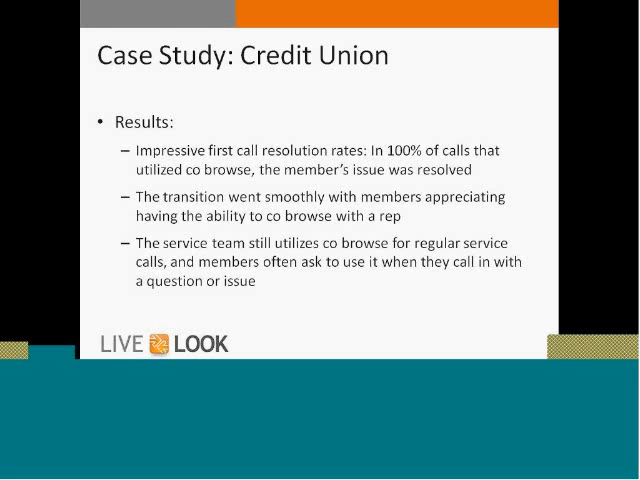 Case Study: Credit Union
• Results:
– Impressive first call resolution rates: In 100% of calls that
utilized co browse, the member's issue was resolved
– The transition went smoothly with members appreciating
having the ability to co browse with a rep
– The service team still utilizes co browse for regular service
calls, and members often ask to use it when they call in with
a question or issue
LIVE LOOK